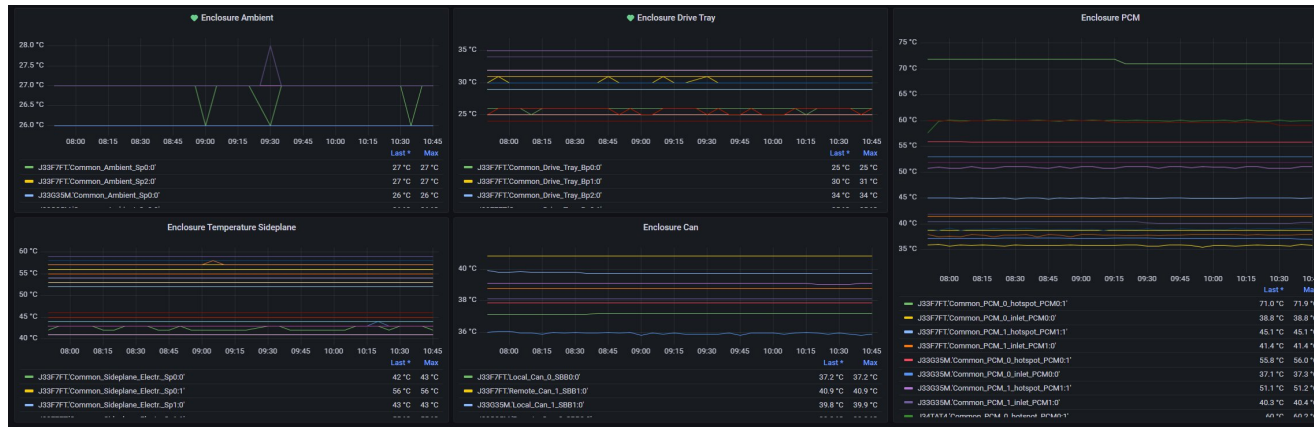 Enclosure Ambient
28.0 °C
27.5 °C
27.0 °C
26.5 °C
26.0 °C
08:00 08:15 08:30 08:45 09:00 09:15 09:30 09:45 10:00 10:15 10:30 10:45
Last * Max
J33F7FT.'Common_Ambient_Sp0:0' 27 °C 27 °C
J33F7FT.'Common_Ambient_Sp2:0' 27 °C 27 °C
J33G35M.'Common_Ambient_Sp0:0' 26 °C 26 °C
Enclosure Drive Tray
35 °C
30 °C
25 °C
08:00 08:15 08:30 08:45 09:00 09:15 09:30 09:45 10:00 10:15 10:30 10:45
Last * Max
J33F7FT.'Common_Drive_Tray_Bp0:0' 25 °C 25 °C
J33F7FT.'Common_Drive_Tray_Bp1:0' 30 °C 31 °C
J33F7FT.'Common_Drive_Tray_Bp2:0' 34 °C 34 °C
Enclosure PCM
75 °C
70 °C
65 °C
60 °C
55 °C
50 °C
45 °C
40 °C
35 °C
08:00 08:15 08:30 08:45 09:00 09:15 09:30 09:45 10:00 10:15 10:30
Last *
J33F7FT.'Common_PCM_0_hotspot_PCM0:1' 71.0 °C 71.9
J33F7FT.'Common_PCM_0_inlet_PCM0:0' 38.8 °C 38.8
J33F7FT.'Common_PCM_1_hotspot_PCM1:1' 45.1 °C 45.1
J33F7FT.'Common_PCM_1_inlet_PCM1:0' 41.4 °C 41.4
J33G35M.'Common_PCM_0_hotspot_PCM0:1' 55.8 °C 56.0
J33G35M.'Common_PCM_0_inlet_PCM0:0' 37.1 °C 37.3
J33G35M.'Common_PCM_1_hotspot_PCM1:1' 51.1 °C 51.2
J33G35M.'Common_PCM_1_inlet_PCM1:0' 40.3 °C 40.4
J34TAT4.'Common_PCM_0_hotspot_PCM0:1' 60 °C 60.2
Enclosure Temperature Sideplane
60 °C
55 °C
50 °C
45 °C
40 °C
08:00 08:15 08:30 08:45 09:00 09:15 09:30 09:45 10:00 10:15 10:30 10:45
Last * Max
J33F7FT.'Common_Sideplane_Electr._Sp0:0' 42 °C 43 °C
J33F7FT.'Common_Sideplane_Electr._Sp0:1' 56 °C 56 °C
J33F7FT.'Common_Sideplane_Electr._Sp1:0' 43 °C 43 °C
Enclosure Can
40 °C
38 °C
36 °C
08:00 08:15 08:30 08:45 09:00 09:15 09:30 09:45 10:00 10:15 10:30 10:45
Last * Max
J33F7FT.'Local_Can_0_SBB0:0' 37.2 °C 37.2 °C
J33F7FT.'Remote_Can_1_SBB1:0' 40.9 °C 40.9 °C
J33G35M.'Local_Can_1_SBB1:0' 39.8 °C 39.9 °C